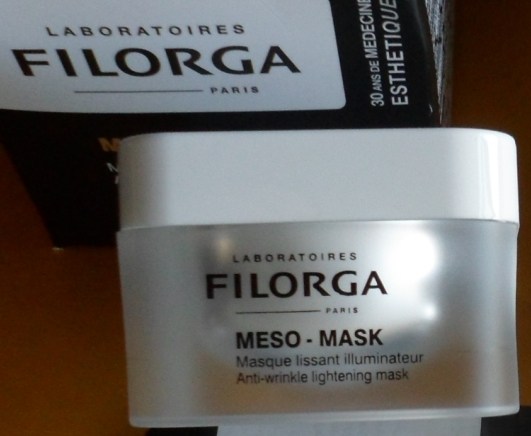 LABORATOIRES
FILORGA
PARIS
30 ANS DE MEDECINE
ESTHETIQUE
LABORATOIRES
FILORGA
PARIS
MESO - MASK
Masque lissant illuminateur
Anti-wrinkle lightening mask